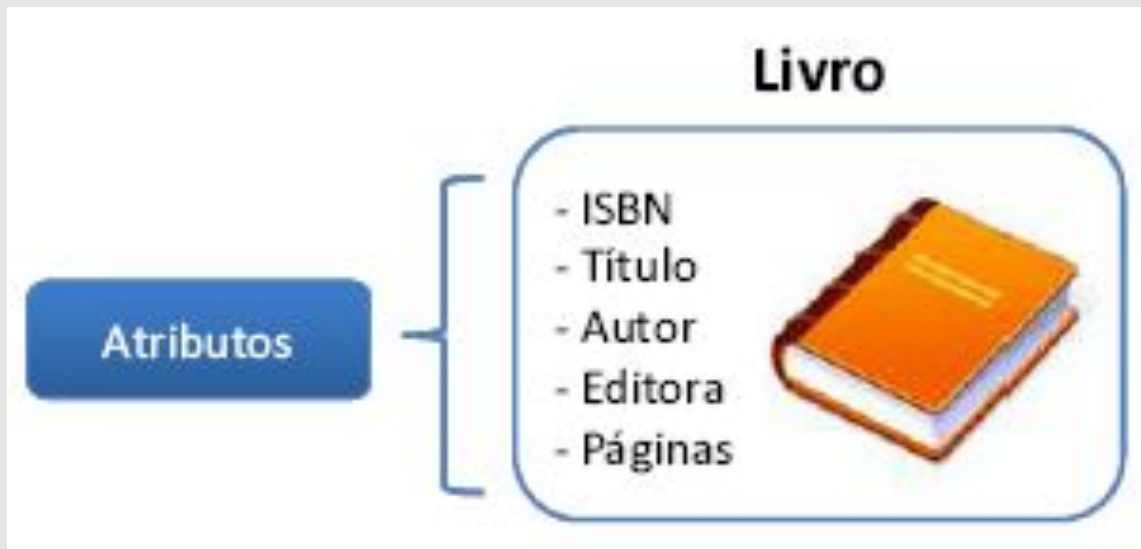 Livro
Atributos
- ISBN
- Título
- Autor
- Editora
- Páginas